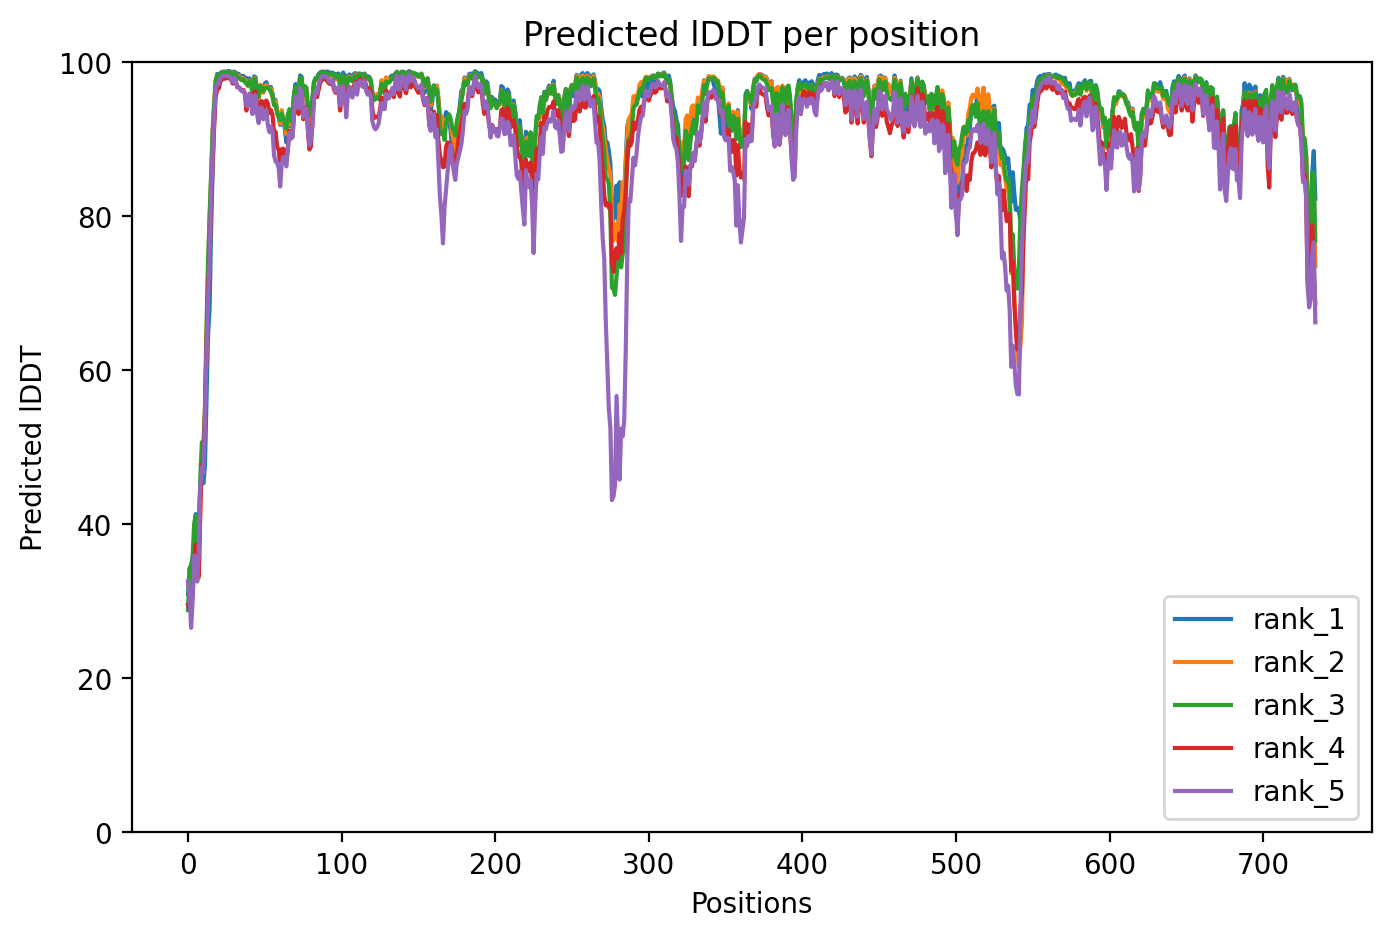 Predicted lDDT per position
100
80
60
40
20
0
Predicted lDDT
0 100 200 300 400 500 600 700
Positions
rank_1
rank_2
rank_3
rank_4
rank_5